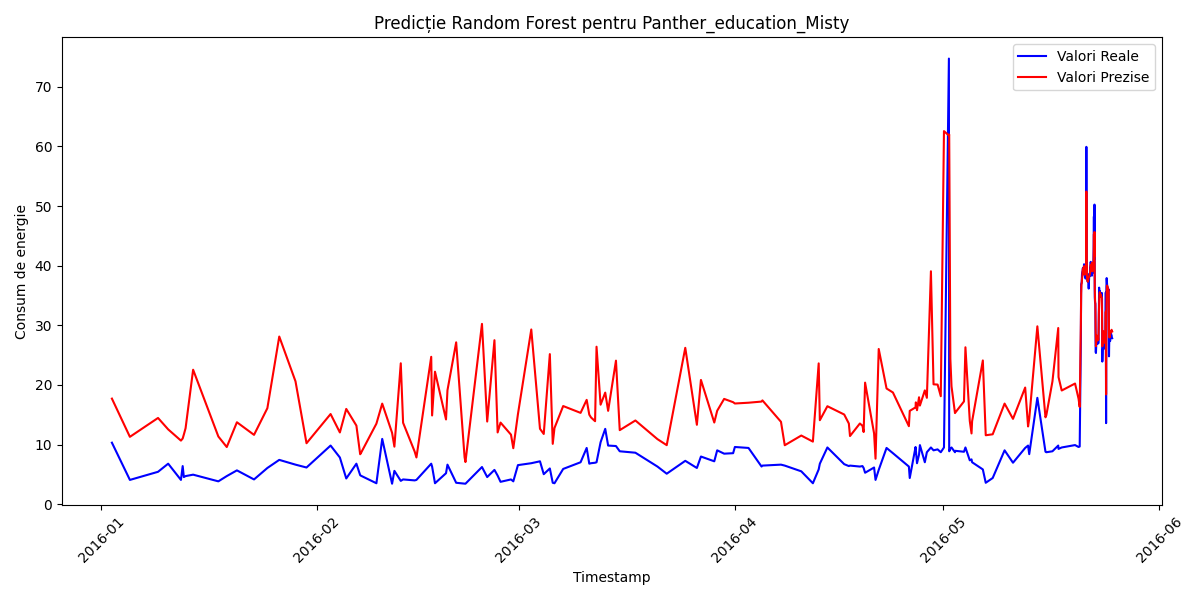 Predicție Random Forest pentru Panther_education_Misty
Valori Reale
Valori Prezise
Consum de energie
70
60
50
40
30
20
10
0
2016-01
2016-02
2016-03
2016-04
2016-05
2016-06
Timestamp